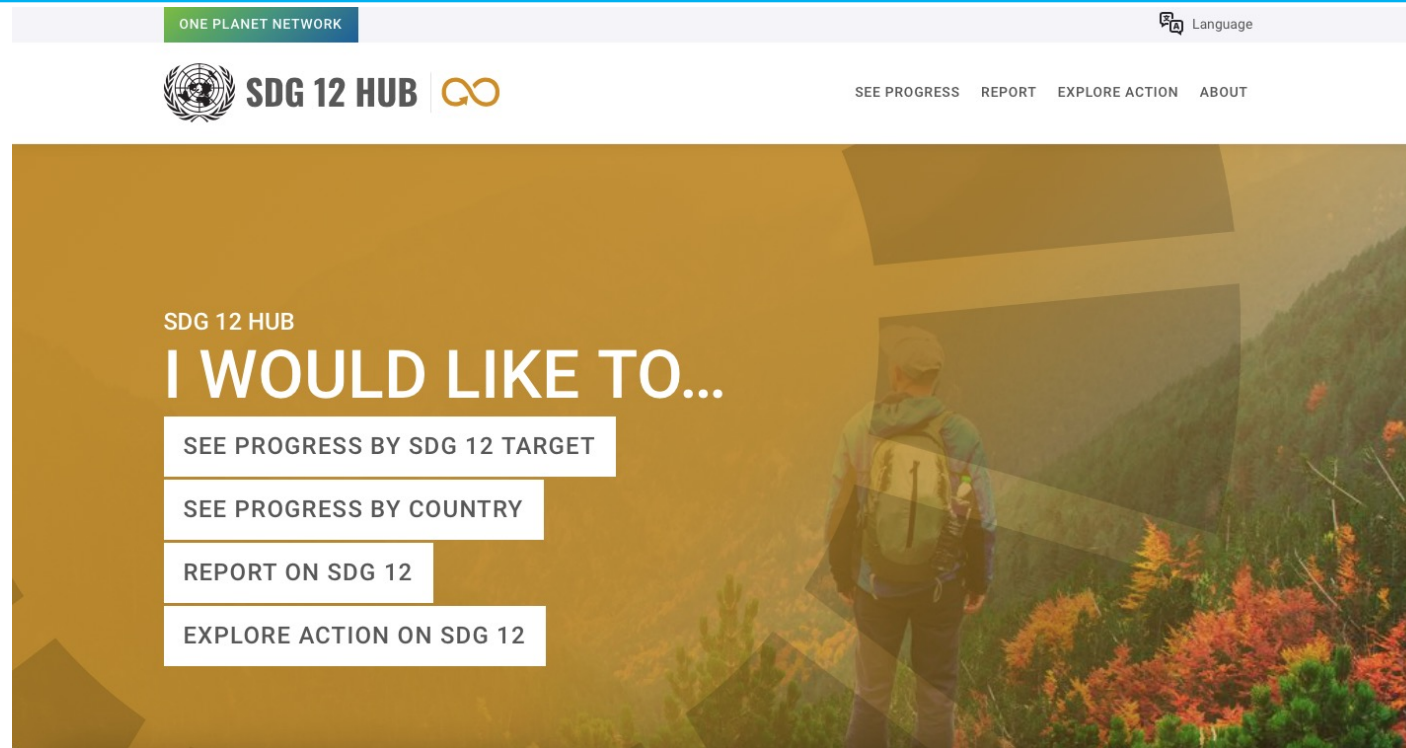 ONE PLANET NETWORK
Language
SDG 12 HUB
SEE PROGRESS REPORT EXPLORE ACTION ABOUT
SDG 12 HUB
I WOULD LIKE TO...
SEE PROGRESS BY SDG 12 TARGET
SEE PROGRESS BY COUNTRY
REPORT ON SDG 12
EXPLORE ACTION ON SDG 12